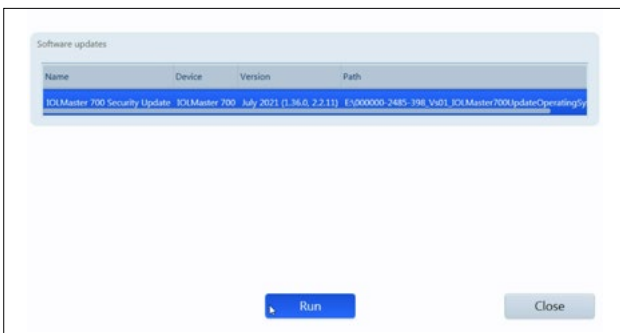 Software updates
Name Device Version Path
IOLMaster 700 Security Update IOLMaster 700 July 2021 (1.36.0, 2.2.11) E:\000000-2485-398_Vs01_IOLMaster700UpdateOperatingSy
Run Close